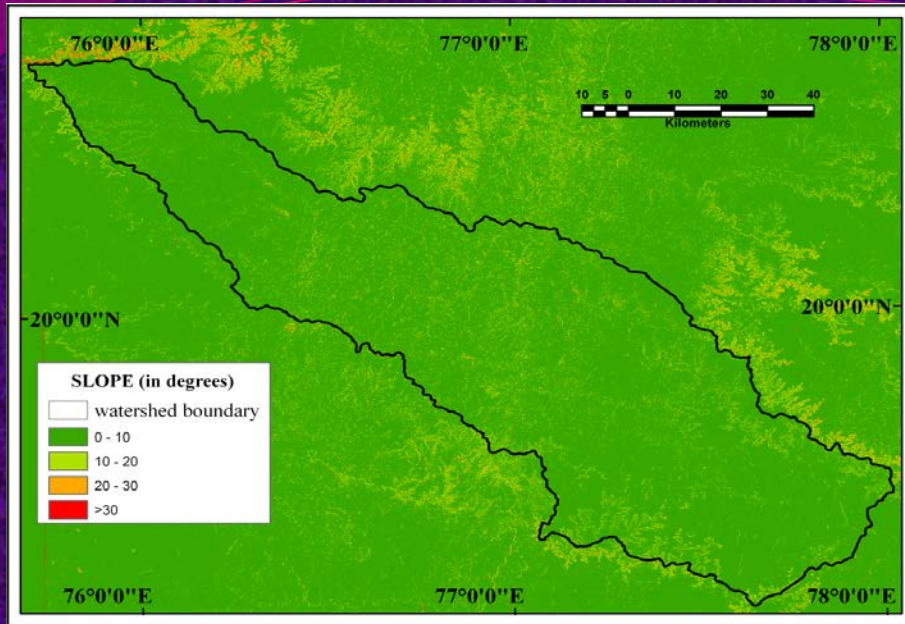 76°0'0"E 77°0'0"E 78°0'0"E
10 5 0 10 20 30 40
Kilometers
20°0'0"N 20°0'0"N
SLOPE (in degrees)
watershed boundary
0 - 10
10 - 20
20 - 30
>30
76°0'0"E 77°0'0"E 78°0'0"E